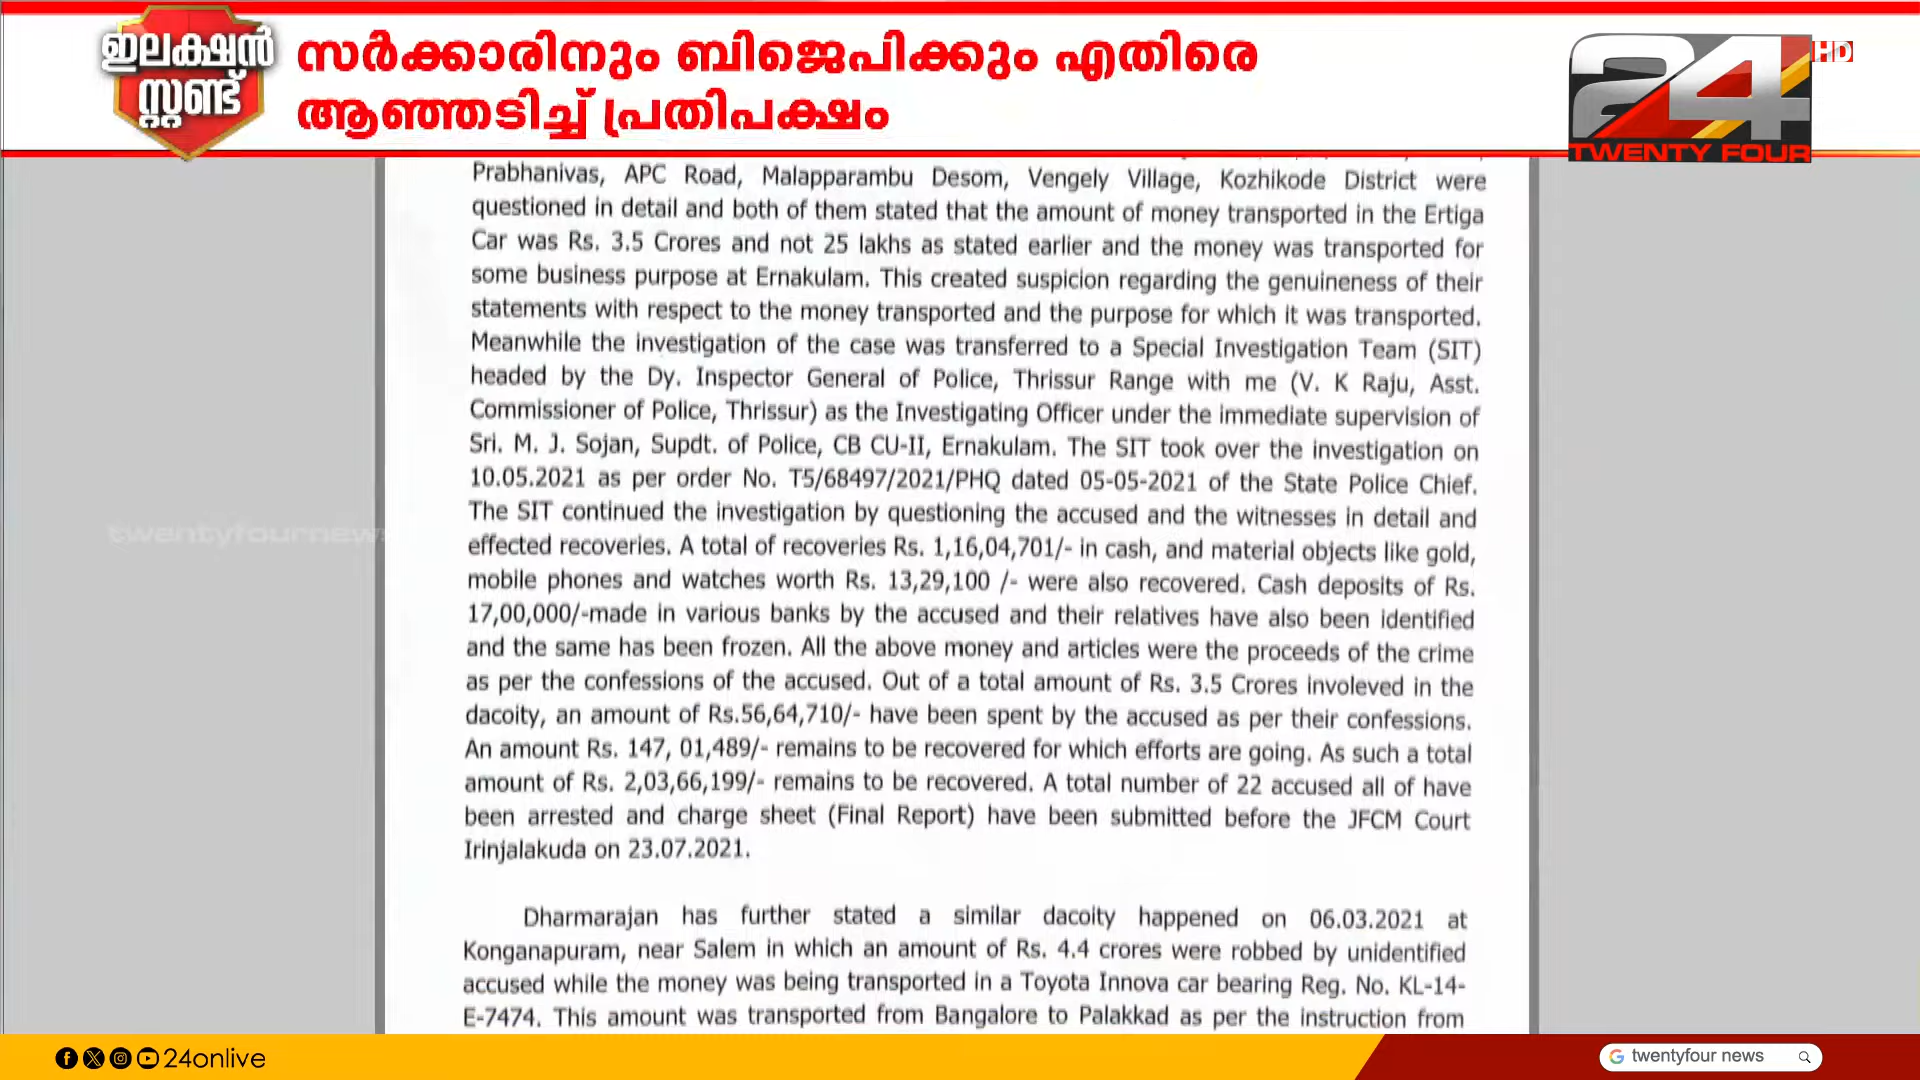 ഇലക്ഷൻ
സ്റ്റണ്ട്
സർക്കാരിനും ബിജെപിക്കും എതിരെ
ആഞ്ഞടിച്ച് പ്രതിപക്ഷം
24
HD
TWENTY FOUR
Prabhanivas, APC Road, Malapparambu Desom, Vengely Village, Kozhikode District were
questioned in detail and both of them stated that the amount of money transported in the Ertiga
Car was Rs. 3.5 Crores and not 25 lakhs as stated earlier and the money was transported for
some business purpose at Ernakulam. This created suspicion regarding the genuineness of their
statements with respect to the money transported and the purpose for which it was transported.
Meanwhile the investigation of the case was transferred to a Special Investigation Team (SIT)
headed by the Dy. Inspector General of Police, Thrissur Range with me (V. K Raju, Asst.
Commissioner of Police, Thrissur) as the Investigating Officer under the immediate supervision of
Sri. M. J. Sojan, Supdt. of Police, CB CU-II, Ernakulam. The SIT took over the investigation on
10.05.2021 as per order No. T5/68497/2021/PHQ dated 05-05-2021 of the State Police Chief.
The SIT continued the investigation by questioning the accused and the witnesses in detail and
effected recoveries. A total of recoveries Rs. 1,16,04,701/- in cash, and material objects like gold,
mobile phones and watches worth Rs. 13,29,100 /- were also recovered. Cash deposits of Rs.
17,00,000/-made in various banks by the accused and their relatives have also been identified
and the same has been frozen. All the above money and articles were the proceeds of the crime
as per the confessions of the accused. Out of a total amount of Rs. 3.5 Crores involeved in the
dacoity, an amount of Rs.56,64,710/- have been spent by the accused as per their confessions.
An amount Rs. 147, 01,489/- remains to be recovered for which efforts are going. As such a total
amount of Rs. 2,03,66,199/- remains to be recovered. A total number of 22 accused all of have
been arrested and charge sheet (Final Report) have been submitted before the JFCM Court
Irinjalakuda on 23.07.2021.
Dharmarajan has further stated a similar dacoity happened on 06.03.2021 at
Konganapuram, near Salem in which an amount of Rs. 4.4 crores were robbed by unidentified
accused while the money was being transported in a Toyota Innova car bearing Reg. No. KL-14-
E-7474. This amount was transported from Bangalore to Palakkad as per the instruction from
twentyfournews
24onlive
twentyfour news